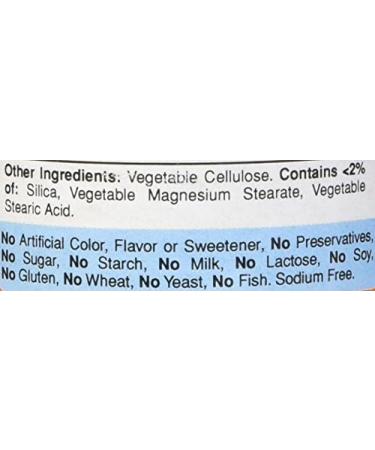 Other Ingredients: Vegetable Cellulose. Contains <2%
of: Silica, Vegetable Magnesium Stearate, Vegetable
Stearic Acid.
No Artificial Color, Flavor or Sweetener, No Preservatives,
No Sugar, No Starch, No Milk, No Lactose, No Soy,
No Gluten, No Wheat, No Yeast, No Fish. Sodium Free.